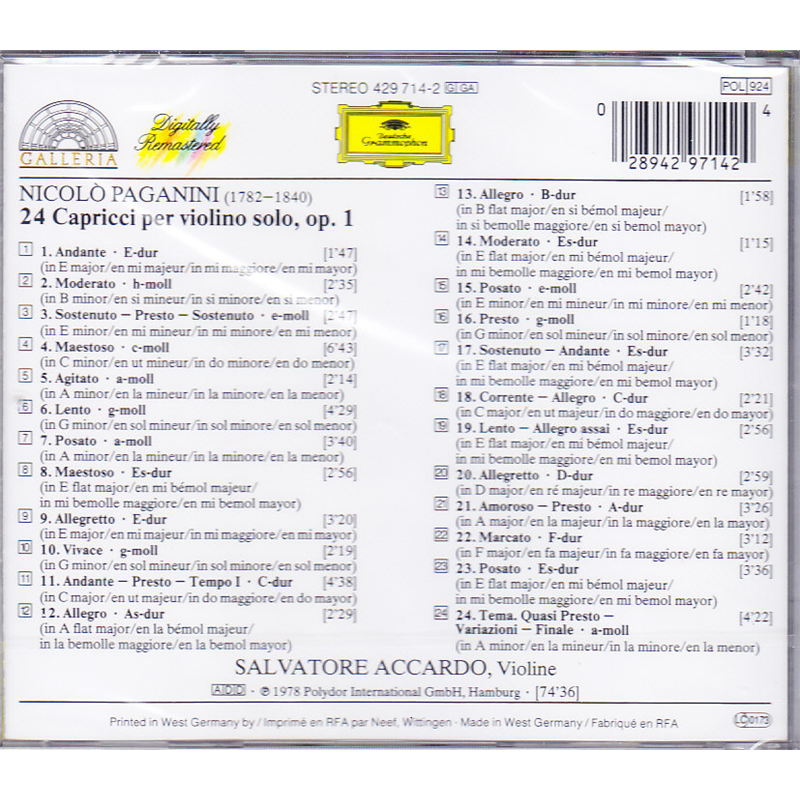 STEREO 429 714-2 GIGA
POL 924
GALLERIA
Digitally
Remastered
Deutsche
Grammophon
0 28942 97142 4
NICOLÒ PAGANINI (1782–1840)
24 Capricci per violino solo, op. 1
1 1. Andante · E-dur [1'47]
(in E major/en mi majeur/in mi maggiore/en mi mayor)
2 2. Moderato · h-moll [2'35]
(in B minor/en si mineur/in si minore/en si menor)
3 3. Sostenuto – Presto – Sostenuto · e-moll [2'47]
(in E minor/en mi mineur/in mi minore/en mi menor)
4 4. Maestoso · c-moll [6'43]
(in C minor/en ut mineur/in do minore/en do menor)
5 5. Agitato · a-moll [2'14]
(in A minor/en la mineur/in la minore/en la menor)
6 6. Lento · g-moll [4'29]
(in G minor/en sol mineur/in sol minore/en sol menor)
7 7. Posato · a-moll [3'40]
(in A minor/en la mineur/in la minore/en la menor)
8 8. Maestoso · Es-dur [2'56]
(in E flat major/en mi bémol majeur/
in mi bemolle maggiore/en mi bemol mayor)
9 9. Allegretto · E-dur [3'20]
(in E major/en mi majeur/in mi maggiore/en mi mayor)
10 10. Vivace · g-moll [2'19]
(in G minor/en sol mineur/in sol minore/en sol menor)
11 11. Andante – Presto – Tempo I · C-dur [4'38]
(in C major/en ut majeur/in do maggiore/en do mayor)
12 12. Allegro · As-dur [2'29]
(in A flat major/en la bémol majeur/
in la bemolle maggiore/en la bemol mayor)
13 13. Allegro · B-dur [1'58]
(in B flat major/en si bémol majeur/
in si bemolle maggiore/en si bemol mayor)
14 14. Moderato · Es-dur [1'15]
(in E flat major/en mi bémol majeur/
in mi bemolle maggiore/en mi bemol mayor)
15 15. Posato · e-moll [2'42]
(in E minor/en mi mineur/in mi minore/en mi menor)
16 16. Presto · g-moll [1'18]
(in G minor/en sol mineur/in sol minore/en sol menor)
17 17. Sostenuto – Andante · Es-dur [3'32]
(in E flat major/en mi bémol majeur/
in mi bemolle maggiore/en mi bemol mayor)
18 18. Corrente – Allegro · C-dur [2'21]
(in C major/en ut majeur/in do maggiore/en do mayor)
19 19. Lento – Allegro assai · Es-dur [2'56]
(in E flat major/en mi bémol majeur/
in mi bemolle maggiore/en mi bemol mayor)
20 20. Allegretto · D-dur [2'59]
(in D major/en ré majeur/in re maggiore/en re mayor)
21 21. Amoroso – Presto · A-dur [3'26]
(in A major/en la majeur/in la maggiore/en la mayor)
22 22. Marcato · F-dur [3'12]
(in F major/en fa majeur/in fa maggiore/en fa mayor)
23 23. Posato · Es-dur [3'36]
(in E flat major/en mi bémol majeur/
in mi bemolle maggiore/en mi bemol mayor)
24 24. Tema. Quasi Presto – [4'22]
Variazioni – Finale · a-moll
(in A minor/en la mineur/in la minore/en la menor)
SALVATORE ACCARDO, Violine
ADD · ℗ 1978 Polydor International GmbH, Hamburg · [74'36]
Printed in West Germany by / Imprimé en RFA par Neef, Wittingen · Made in West Germany / Fabriqué en RFA
LC 0173